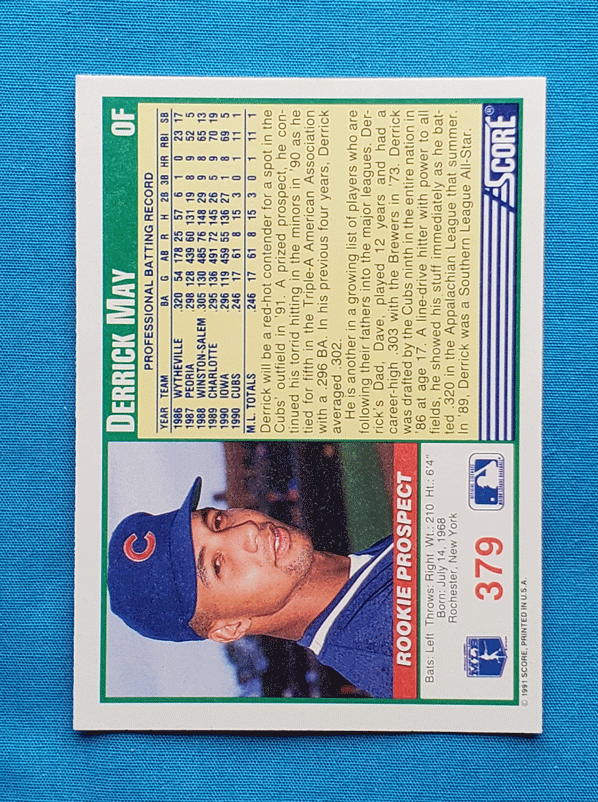 DERRICK MAY OF
PROFESSIONAL BATTING RECORD
YEAR TEAM BA G AB R H 2B 3B HR RBI SB
1986 WYTHEVILLE .320 54 178 25 57 6 1 0 23 17
1987 PEORIA .298 128 439 60 131 19 8 9 52 5
1988 WINSTON-SALEM .305 130 485 76 148 29 9 8 65 13
1989 CHARLOTTE .295 136 491 72 145 26 5 9 70 19
1990 IOWA .296 119 459 55 136 27 1 8 69 5
1990 CUBS .246 17 61 8 15 3 0 1 11 1
M.L. TOTALS .246 17 61 8 15 3 0 1 11 1
Derrick will be a red-hot contender for a spot in the
Cubs' outfield in '91. A prized prospect, he con-
tinued his torrid hitting in the minors in '90 as he
tied for fifth in the Triple-A American Association
with a .296 BA. In his previous four years, Derrick
averaged .302.
He is another in a growing list of players who are
following their fathers into the major leagues. Der-
rick's Dad, Dave, played 12 years and had a
career-high .303 with the Brewers in '73. Derrick
was drafted by the Cubs ninth in the entire nation in
'86 at age 17. A line-drive hitter with power to all
fields, he showed his stuff immediately as he bat-
ted .320 in the Appalachian League that summer.
In '89, Derrick was a Southern League All-Star.
SCORE®
C
ROOKIE PROSPECT
Bats: Left Throws: Right Wt.: 210 Ht.: 6'4"
Born: July 14, 1968
Rochester, New York
379
© 1991 SCORE, PRINTED IN U.S.A.